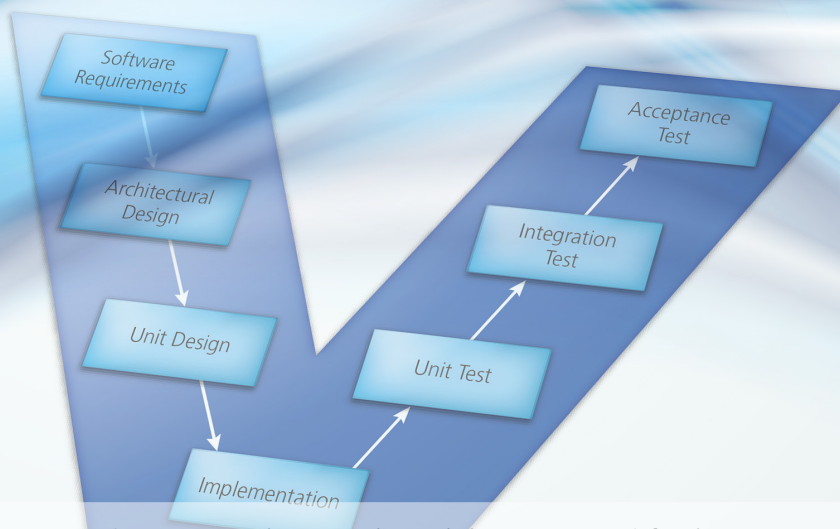 Software
Requirements
Architectural
Design
Unit Design
Implementation
Unit Test
Integration
Test
Acceptance
Test